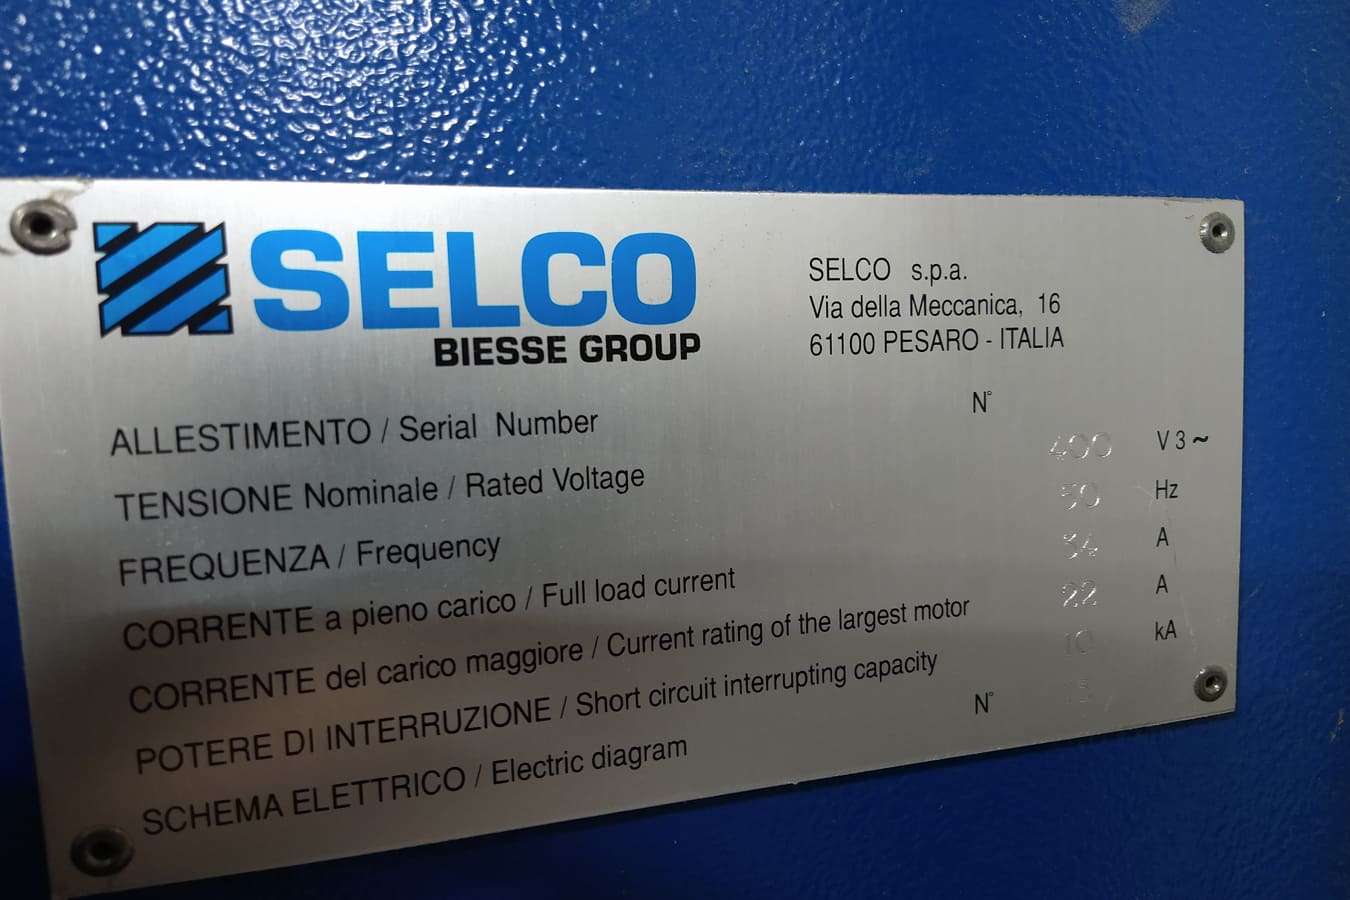 SELCO
BIESSE GROUP
SELCO s.p.a.
Via della Meccanica, 16
61100 PESARO - ITALIA
ALLESTIMENTO / Serial Number N°
TENSIONE Nominale / Rated Voltage 400 V 3 ~
FREQUENZA / Frequency 50 Hz
CORRENTE a pieno carico / Full load current 34 A
CORRENTE del carico maggiore / Current rating of the largest motor 22 A
POTERE DI INTERRUZIONE / Short circuit interrupting capacity 10 kA
SCHEMA ELETTRICO / Electric diagram N°